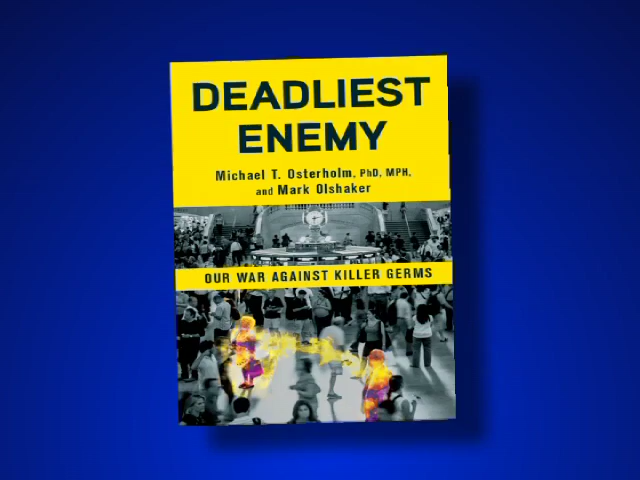 DEADLIEST
ENEMY
Michael T. Osterholm, PhD, MPH,
and Mark Olshaker
OUR WAR AGAINST KILLER GERMS